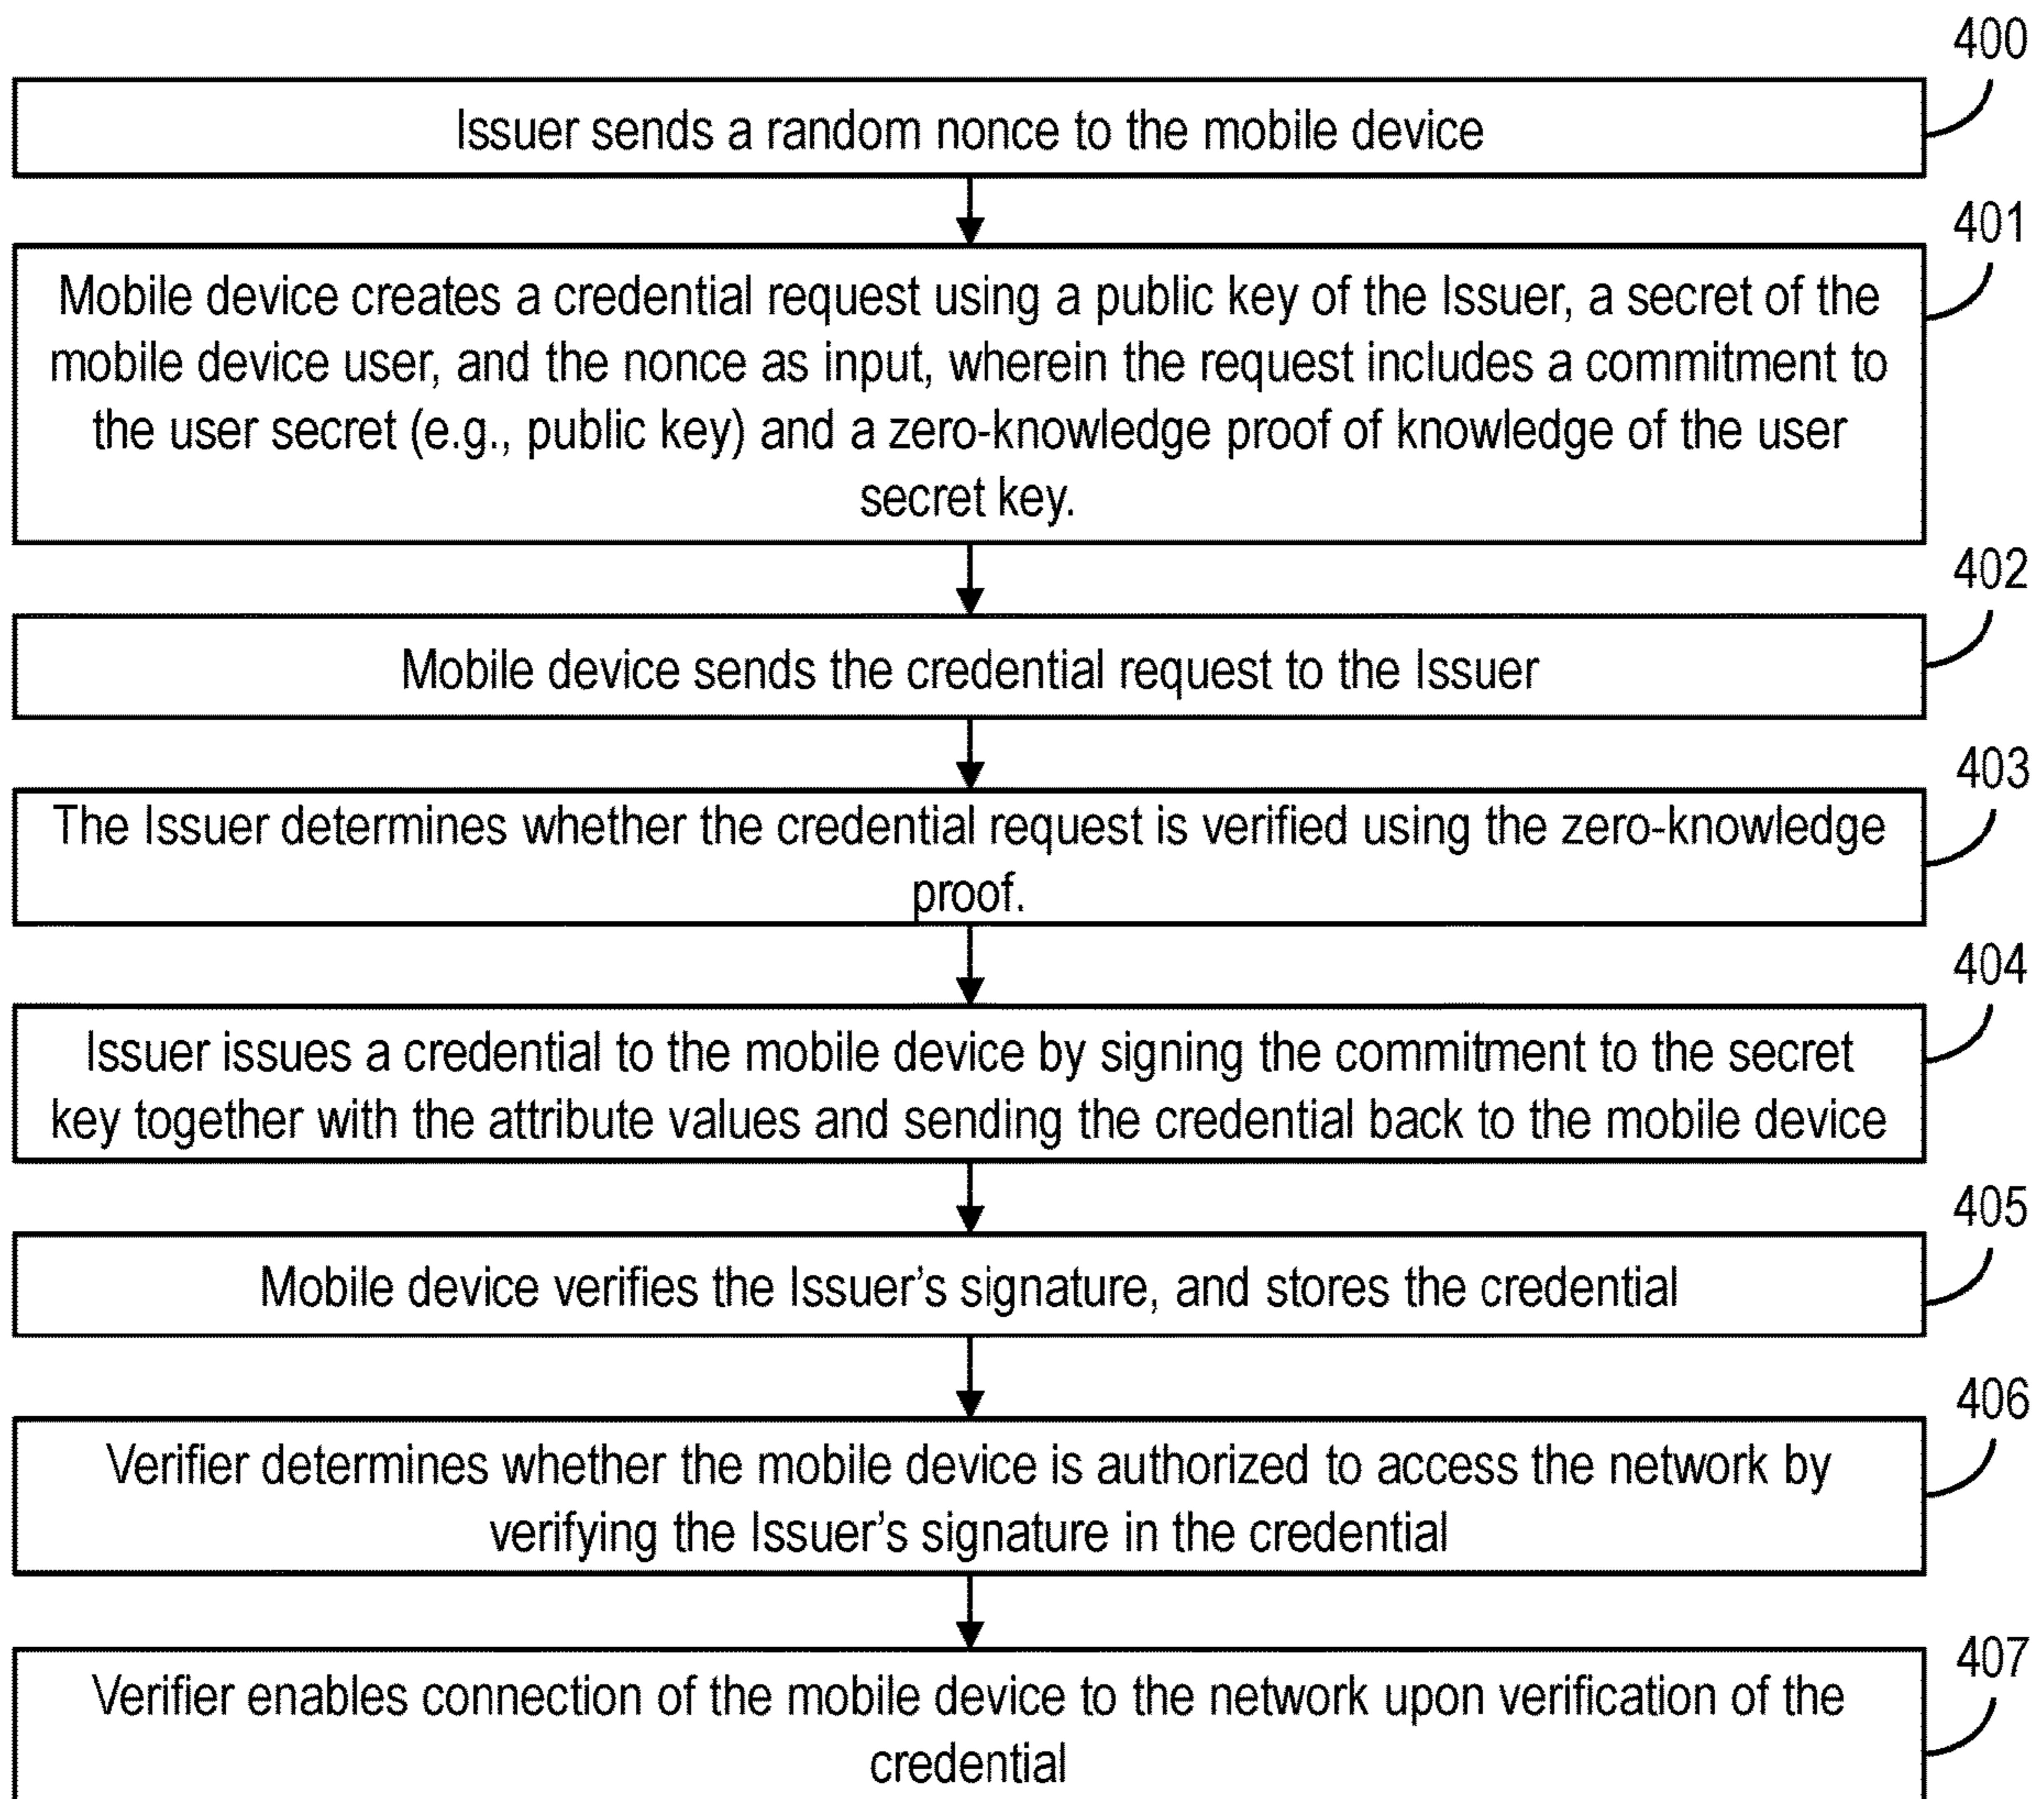 400
Issuer sends a random nonce to the mobile device
401
Mobile device creates a credential request using a public key of the Issuer, a secret of the
mobile device user, and the nonce as input, wherein the request includes a commitment to
the user secret (e.g., public key) and a zero-knowledge proof of knowledge of the user
secret key.
402
Mobile device sends the credential request to the Issuer
403
The Issuer determines whether the credential request is verified using the zero-knowledge
proof.
404
Issuer issues a credential to the mobile device by signing the commitment to the secret
key together with the attribute values and sending the credential back to the mobile device
405
Mobile device verifies the Issuer's signature, and stores the credential
406
Verifier determines whether the mobile device is authorized to access the network by
verifying the Issuer's signature in the credential
407
Verifier enables connection of the mobile device to the network upon verification of the
credential